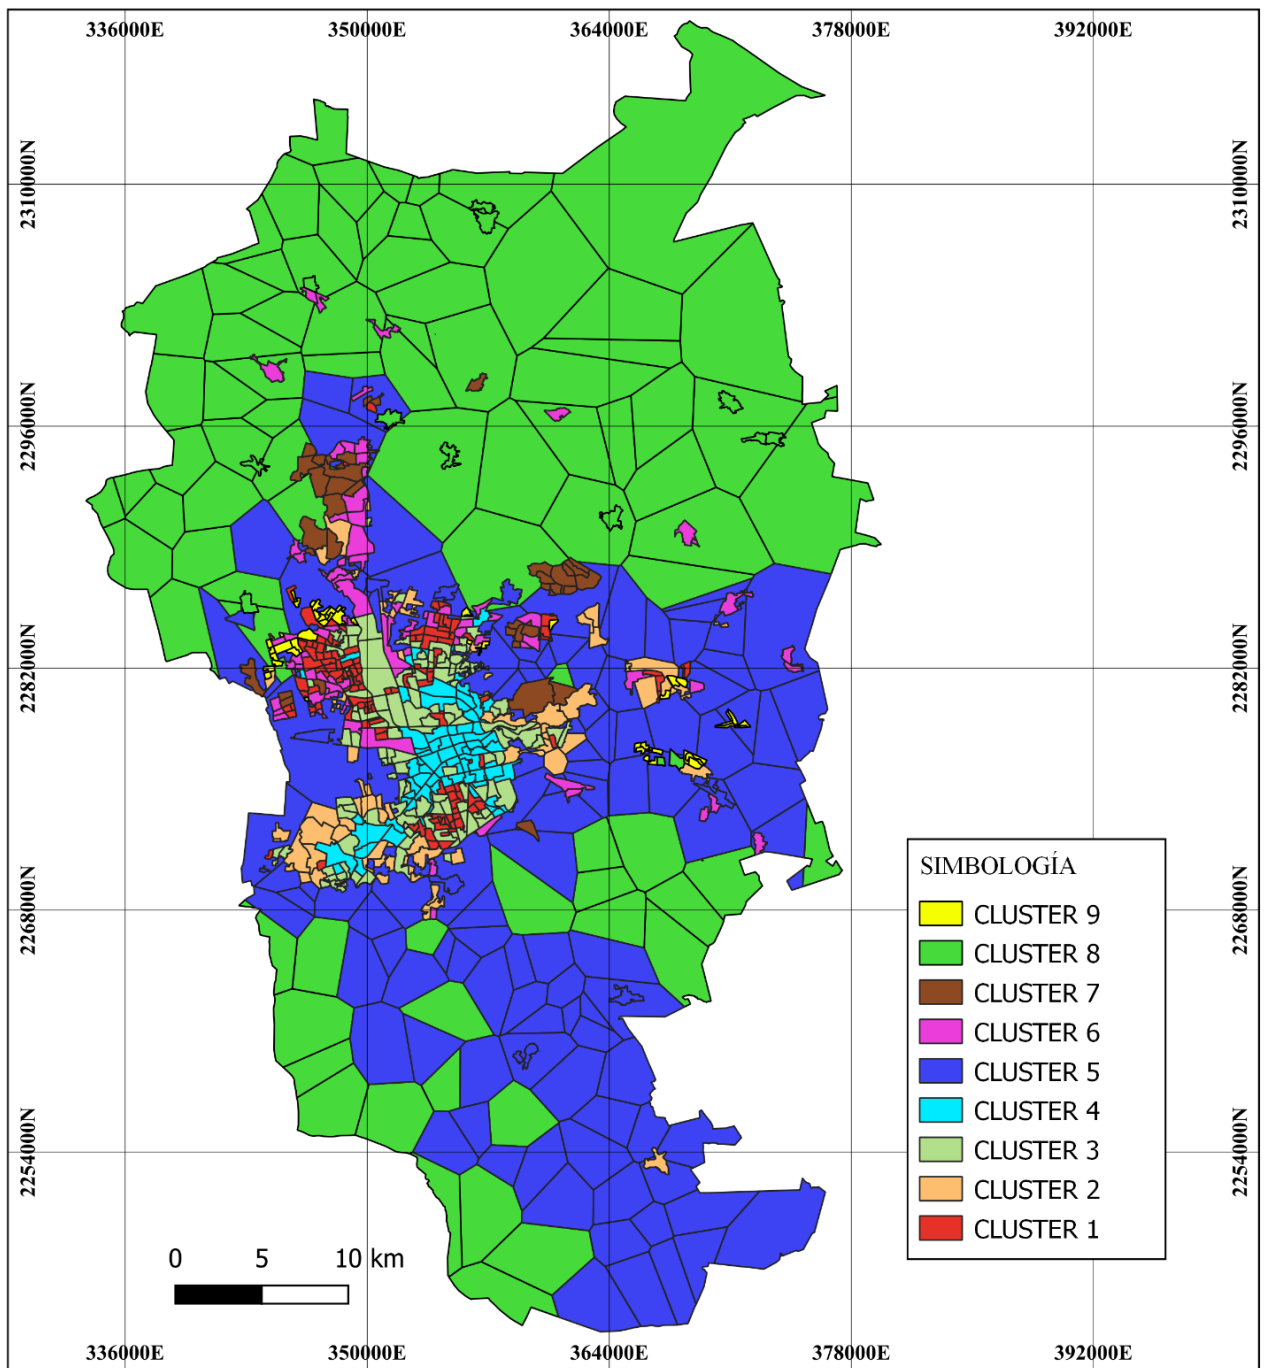 336000E 350000E 364000E 378000E 392000E
2310000N 2310000N
2296000N 2296000N
2282000N 2282000N
SIMBOLOGÍA
2268000N 2268000N
CLUSTER 9
CLUSTER 8
CLUSTER 7
CLUSTER 6
CLUSTER 5
CLUSTER 4
CLUSTER 3
2254000N 2254000N
CLUSTER 2
CLUSTER 1
0 5 10 km
336000E 350000E 364000E 378000E 392000E